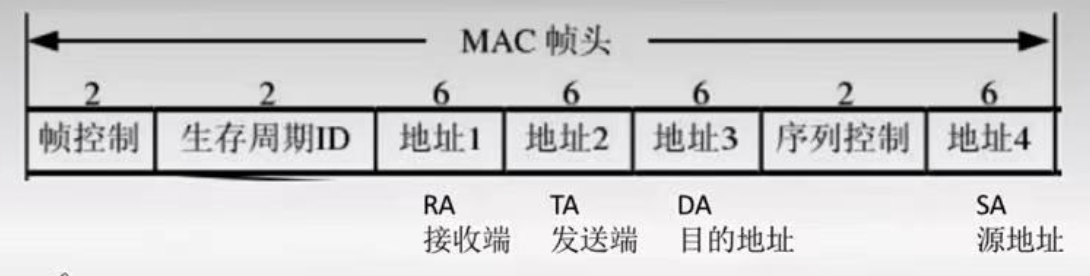 MAC 帧头
2 2 6 6 6 2 6
帧控制 生存周期ID 地址1 地址2 地址3 序列控制 地址4
RA TA DA SA
接收端 发送端 目的地址 源地址